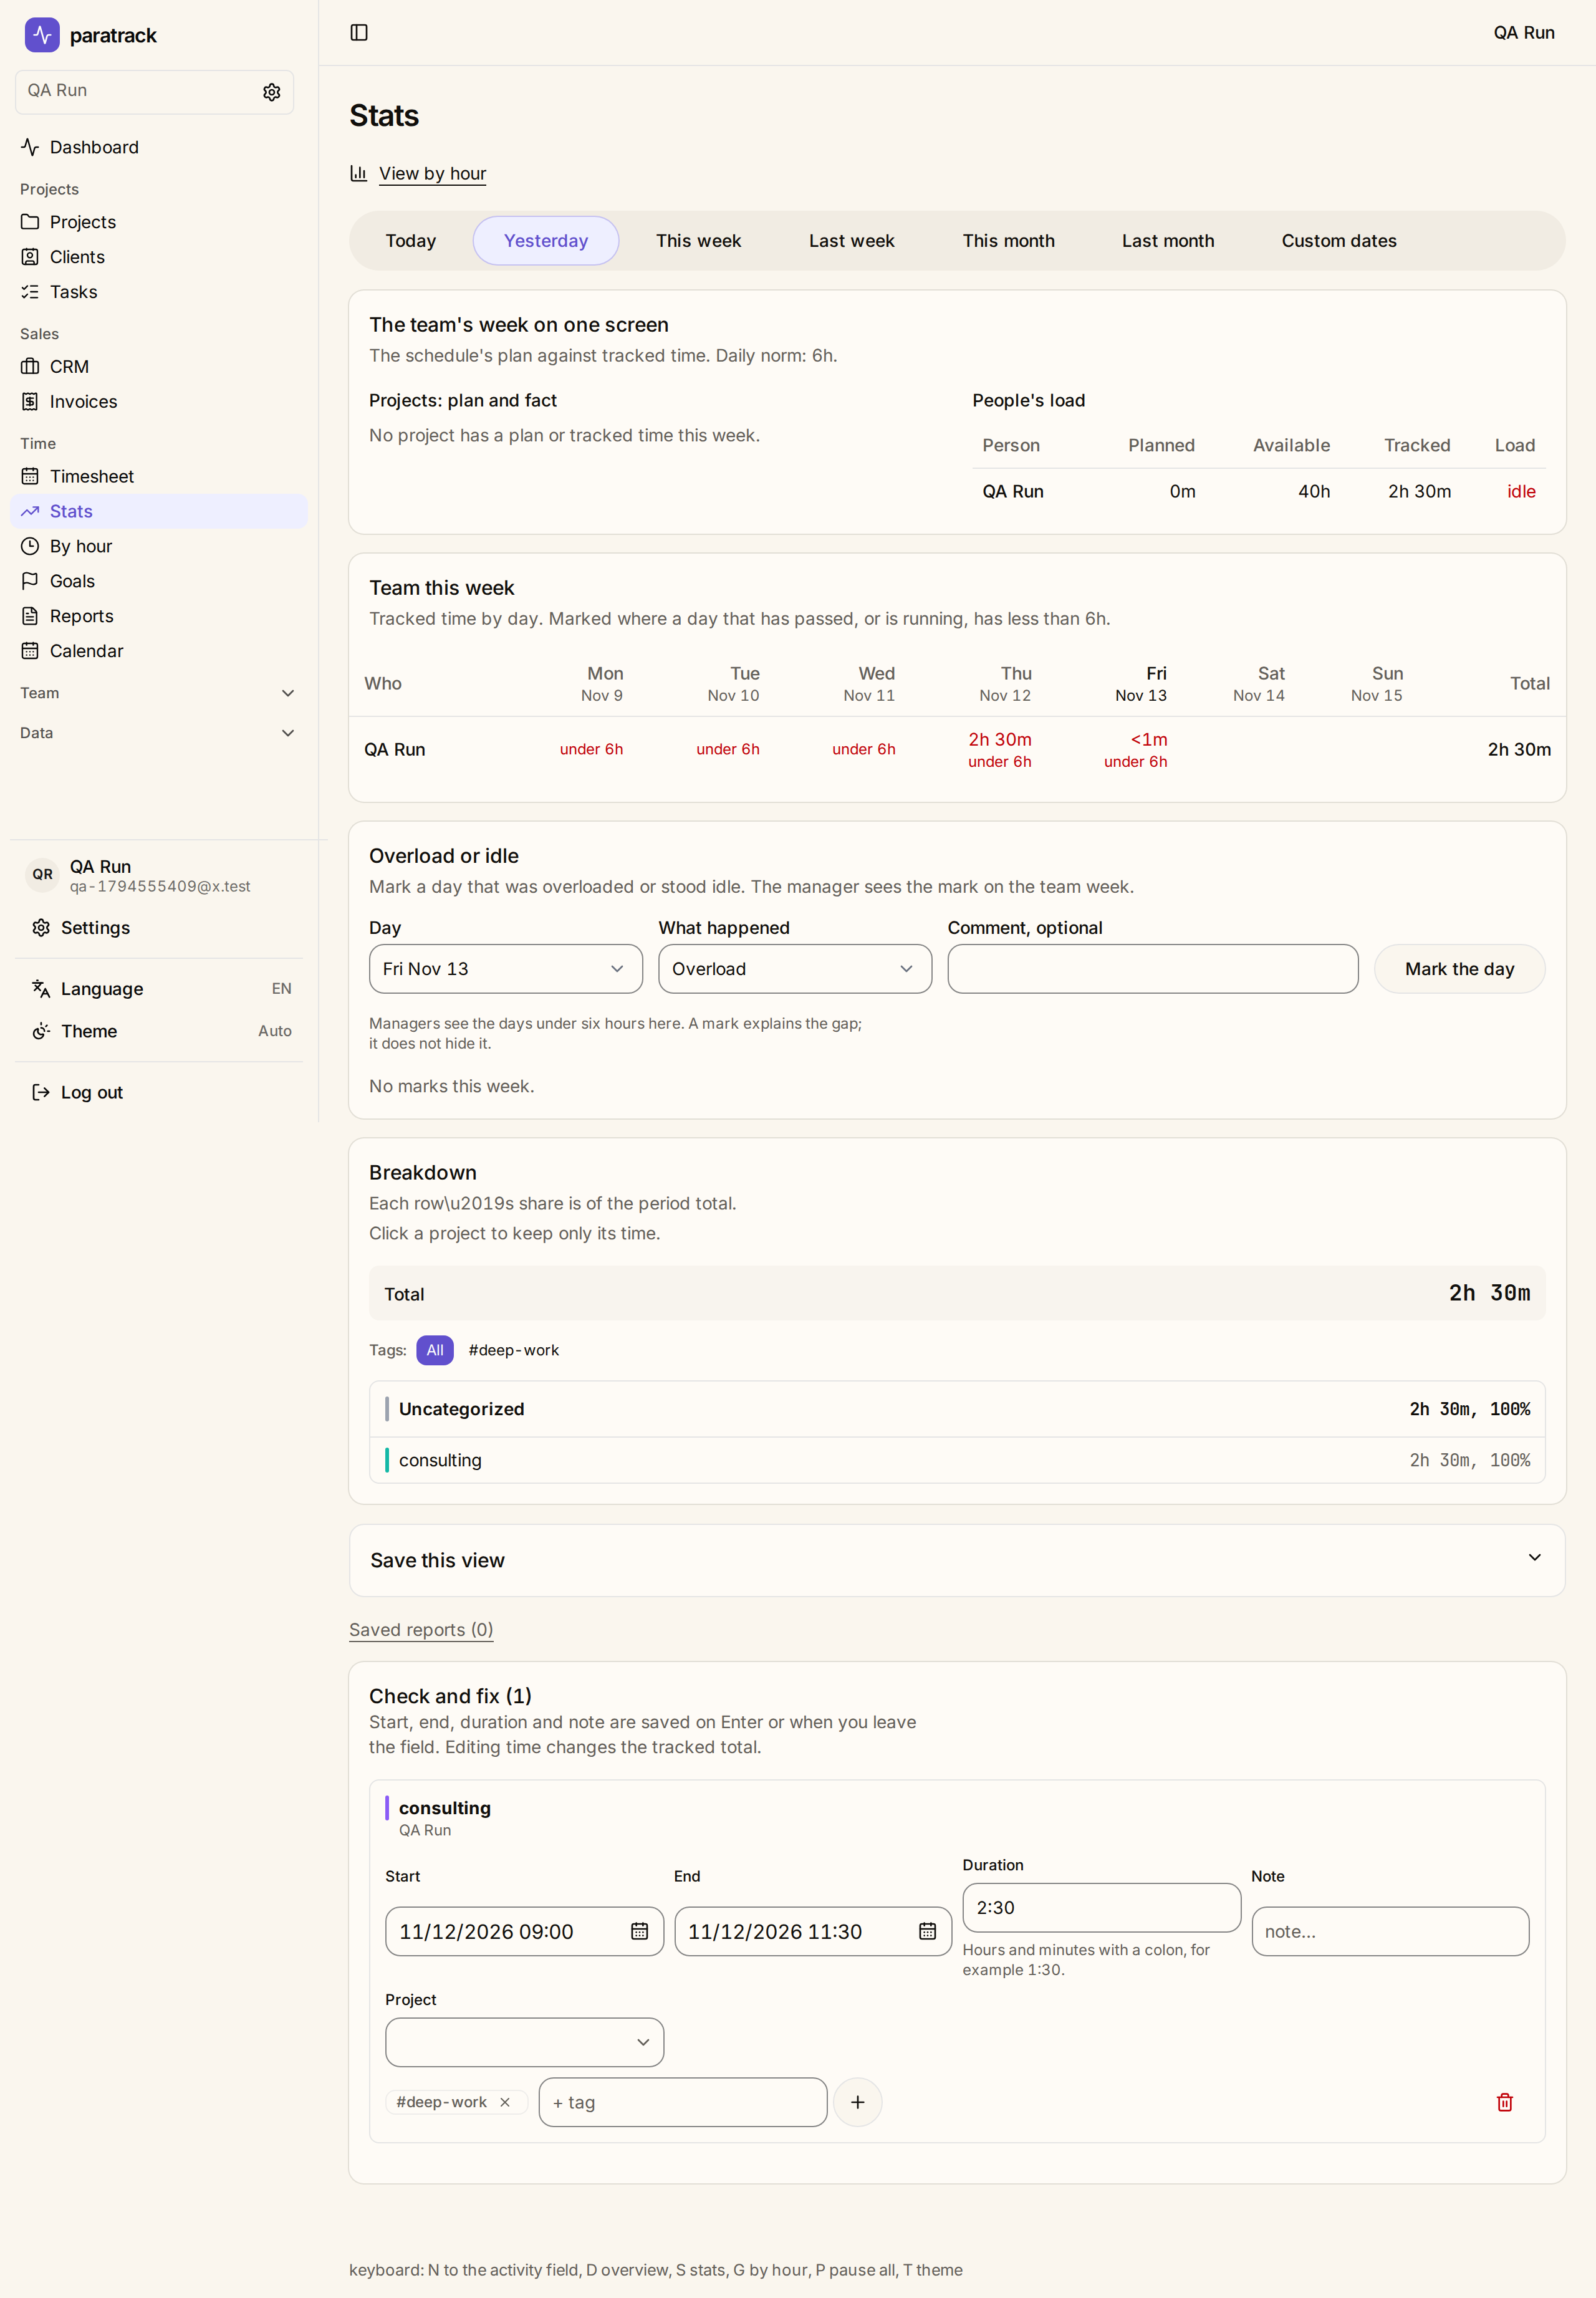 paratrack
QA Run
Dashboard
Projects
Projects
Clients
Tasks
Sales
CRM
Invoices
Time
Timesheet
Stats
By hour
Goals
Reports
Calendar
Team
Data
QR
QA Run
qa-1794555409@x.test
Settings
Language EN
Theme Auto
Log out
QA Run
Stats
View by hour
Today Yesterday This week Last week This month Last month Custom dates
The team's week on one screen
The schedule's plan against tracked time. Daily norm: 6h.
Projects: plan and fact
No project has a plan or tracked time this week.
People's load
Person Planned Available Tracked Load
QA Run 0m 40h 2h 30m idle
Team this week
Tracked time by day. Marked where a day that has passed, or is running, has less than 6h.
Who Mon Tue Wed Thu Fri Sat Sun Total
Nov 9 Nov 10 Nov 11 Nov 12 Nov 13 Nov 14 Nov 15
QA Run under 6h under 6h under 6h 2h 30m <1m 2h 30m
under 6h under 6h
Overload or idle
Mark a day that was overloaded or stood idle. The manager sees the mark on the team week.
Day What happened Comment, optional
Fri Nov 13 Overload Mark the day
Managers see the days under six hours here. A mark explains the gap;
it does not hide it.
No marks this week.
Breakdown
Each row\u2019s share is of the period total.
Click a project to keep only its time.
Total 2h 30m
Tags: All #deep-work
Uncategorized 2h 30m, 100%
consulting 2h 30m, 100%
Save this view
Saved reports (0)
Check and fix (1)
Start, end, duration and note are saved on Enter or when you leave
the field. Editing time changes the tracked total.
consulting
QA Run
Start End Duration Note
11/12/2026 09:00 11/12/2026 11:30 2:30 note...
Hours and minutes with a colon, for
example 1:30.
Project
#deep-work + tag
keyboard: N to the activity field, D overview, S stats, G by hour, P pause all, T theme